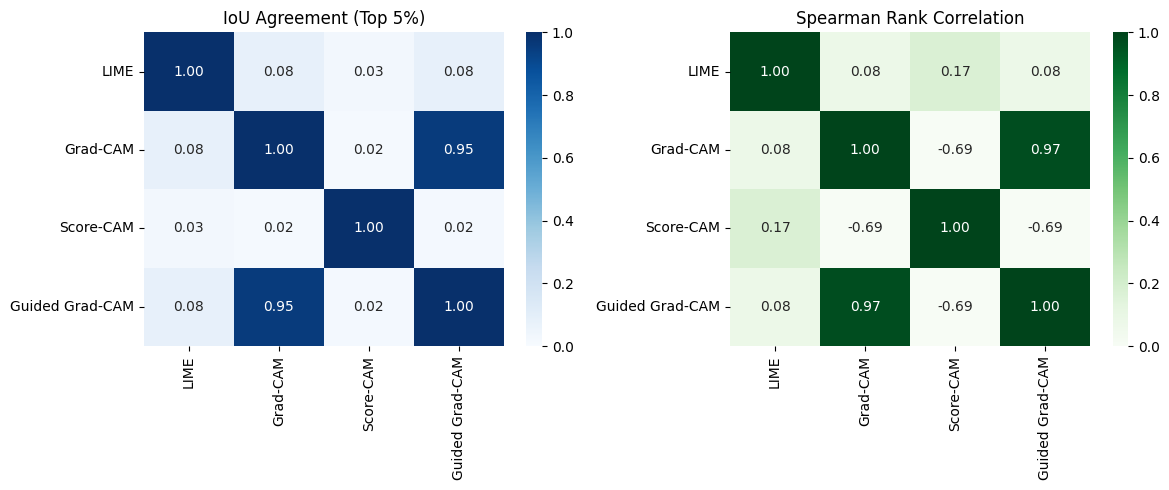 IoU Agreement (Top 5%)
LIME 1.00 0.08 0.03 0.08
Grad-CAM 0.08 1.00 0.02 0.95
Score-CAM 0.03 0.02 1.00 0.02
Guided Grad-CAM 0.08 0.95 0.02 1.00
LIME Grad-CAM Score-CAM Guided Grad-CAM
1.0
0.8
0.6
0.4
0.2
0.0
Spearman Rank Correlation
LIME 1.00 0.08 0.17 0.08
Grad-CAM 0.08 1.00 -0.69 0.97
Score-CAM 0.17 -0.69 1.00 -0.69
Guided Grad-CAM 0.08 0.97 -0.69 1.00
LIME Grad-CAM Score-CAM Guided Grad-CAM
1.0
0.8
0.6
0.4
0.2
0.0